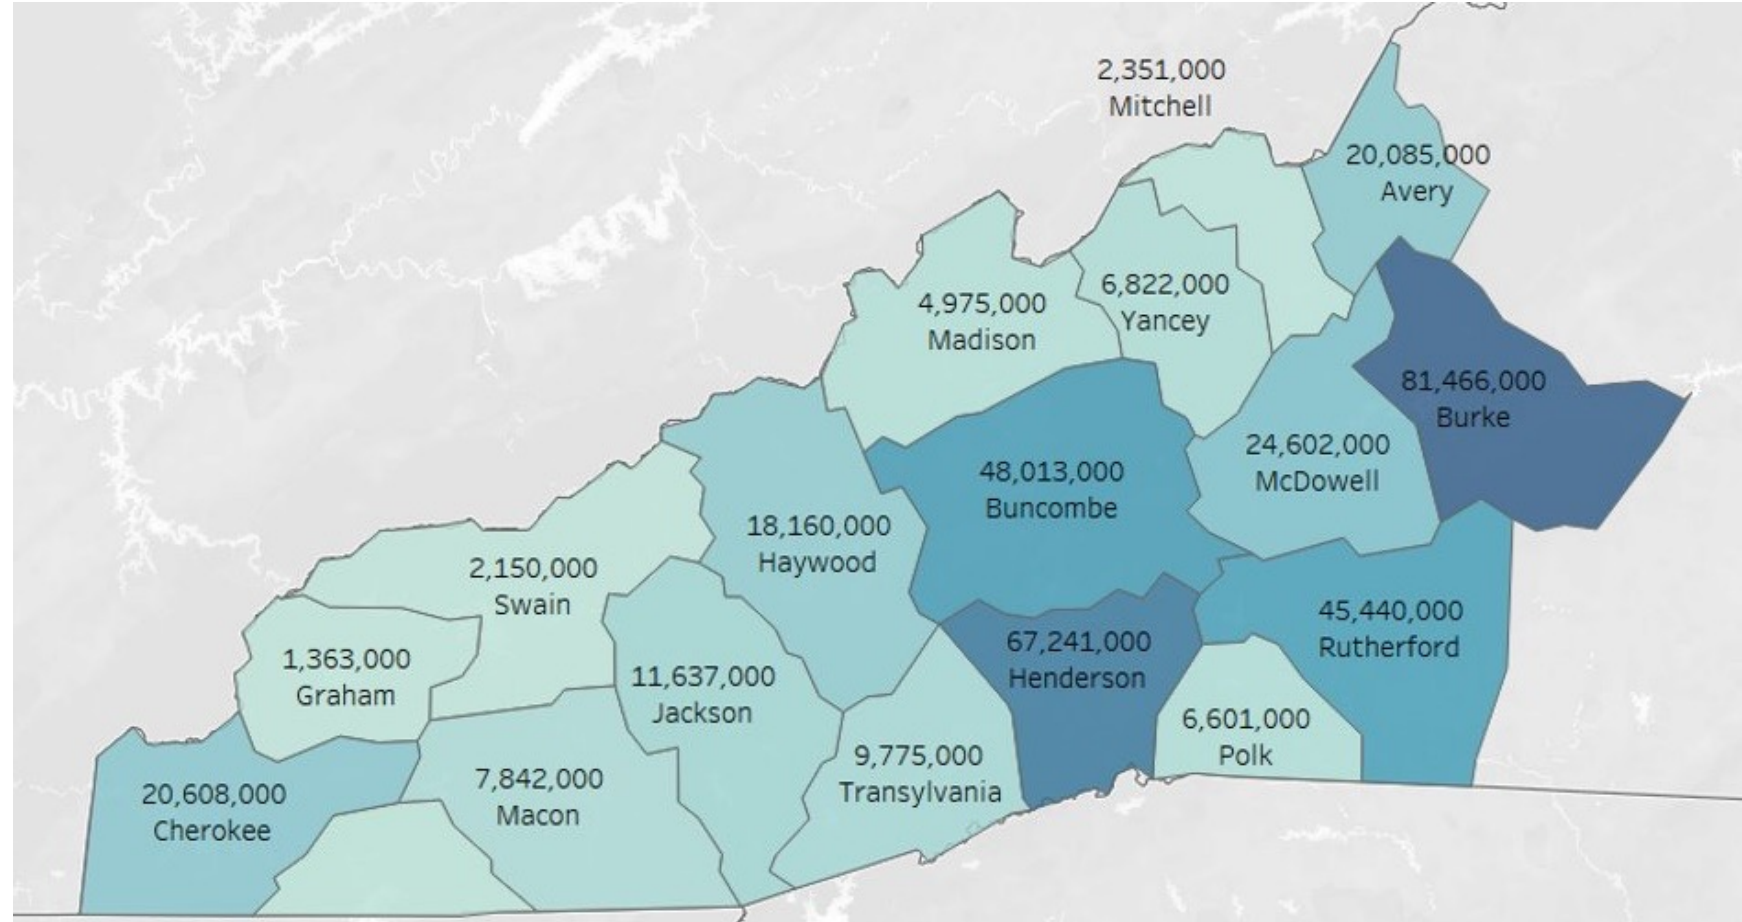 2,351,000
Mitchell
20,085,000
Avery
4,975,000
Madison
6,822,000
Yancey
81,466,000
Burke
24,602,000
McDowell
48,013,000
Buncombe
18,160,000
Haywood
2,150,000
Swain
45,440,000
Rutherford
67,241,000
Henderson
1,363,000
Graham
11,637,000
Jackson
6,601,000
Polk
9,775,000
Transylvania
7,842,000
Macon
20,608,000
Cherokee